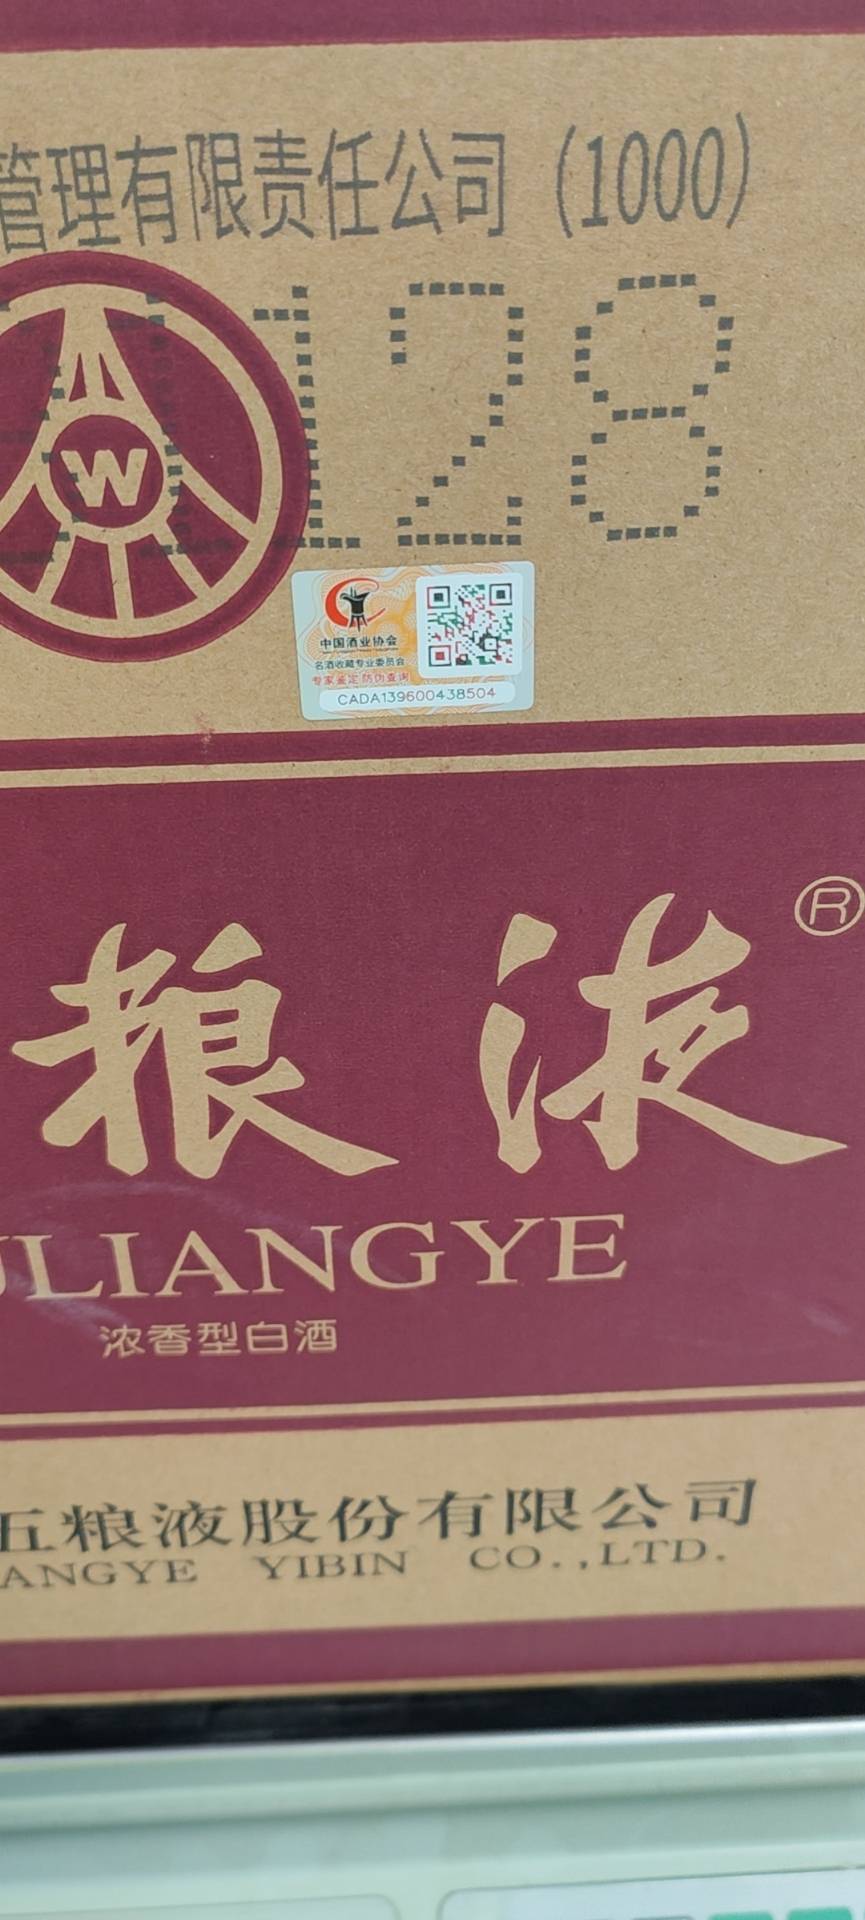 管理有限责任公司 (1000)
128
W
中国酒业协会
名酒收藏专业委员会
专家鉴定 防伪查询
CADA139600438504
粮液®
LIANGYE
浓香型白酒
五粮液股份有限公司
ANGYE YIBIN CO.,LTD.